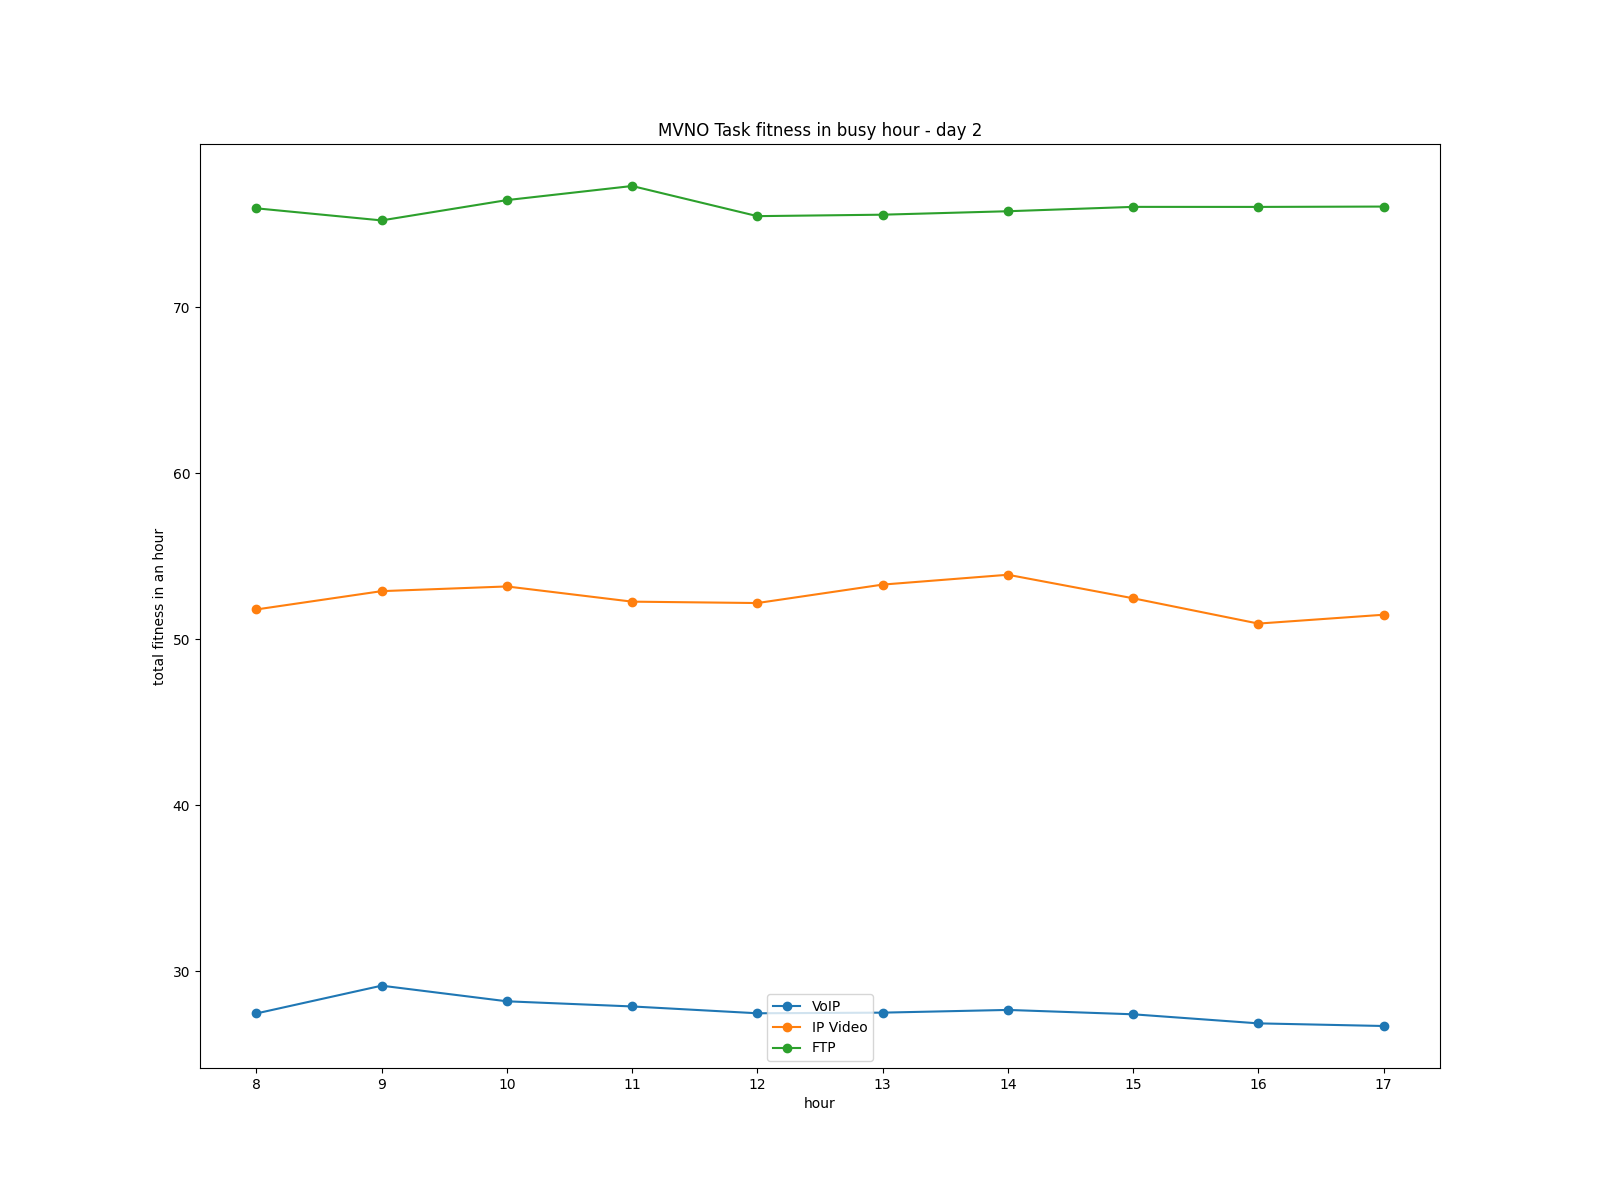 MVNO Task fitness in busy hour - day 2
total fitness in an hour
70
60
50
40
30
VoIP
IP Video
FTP
8 9 10 11 12 13 14 15 16 17
hour